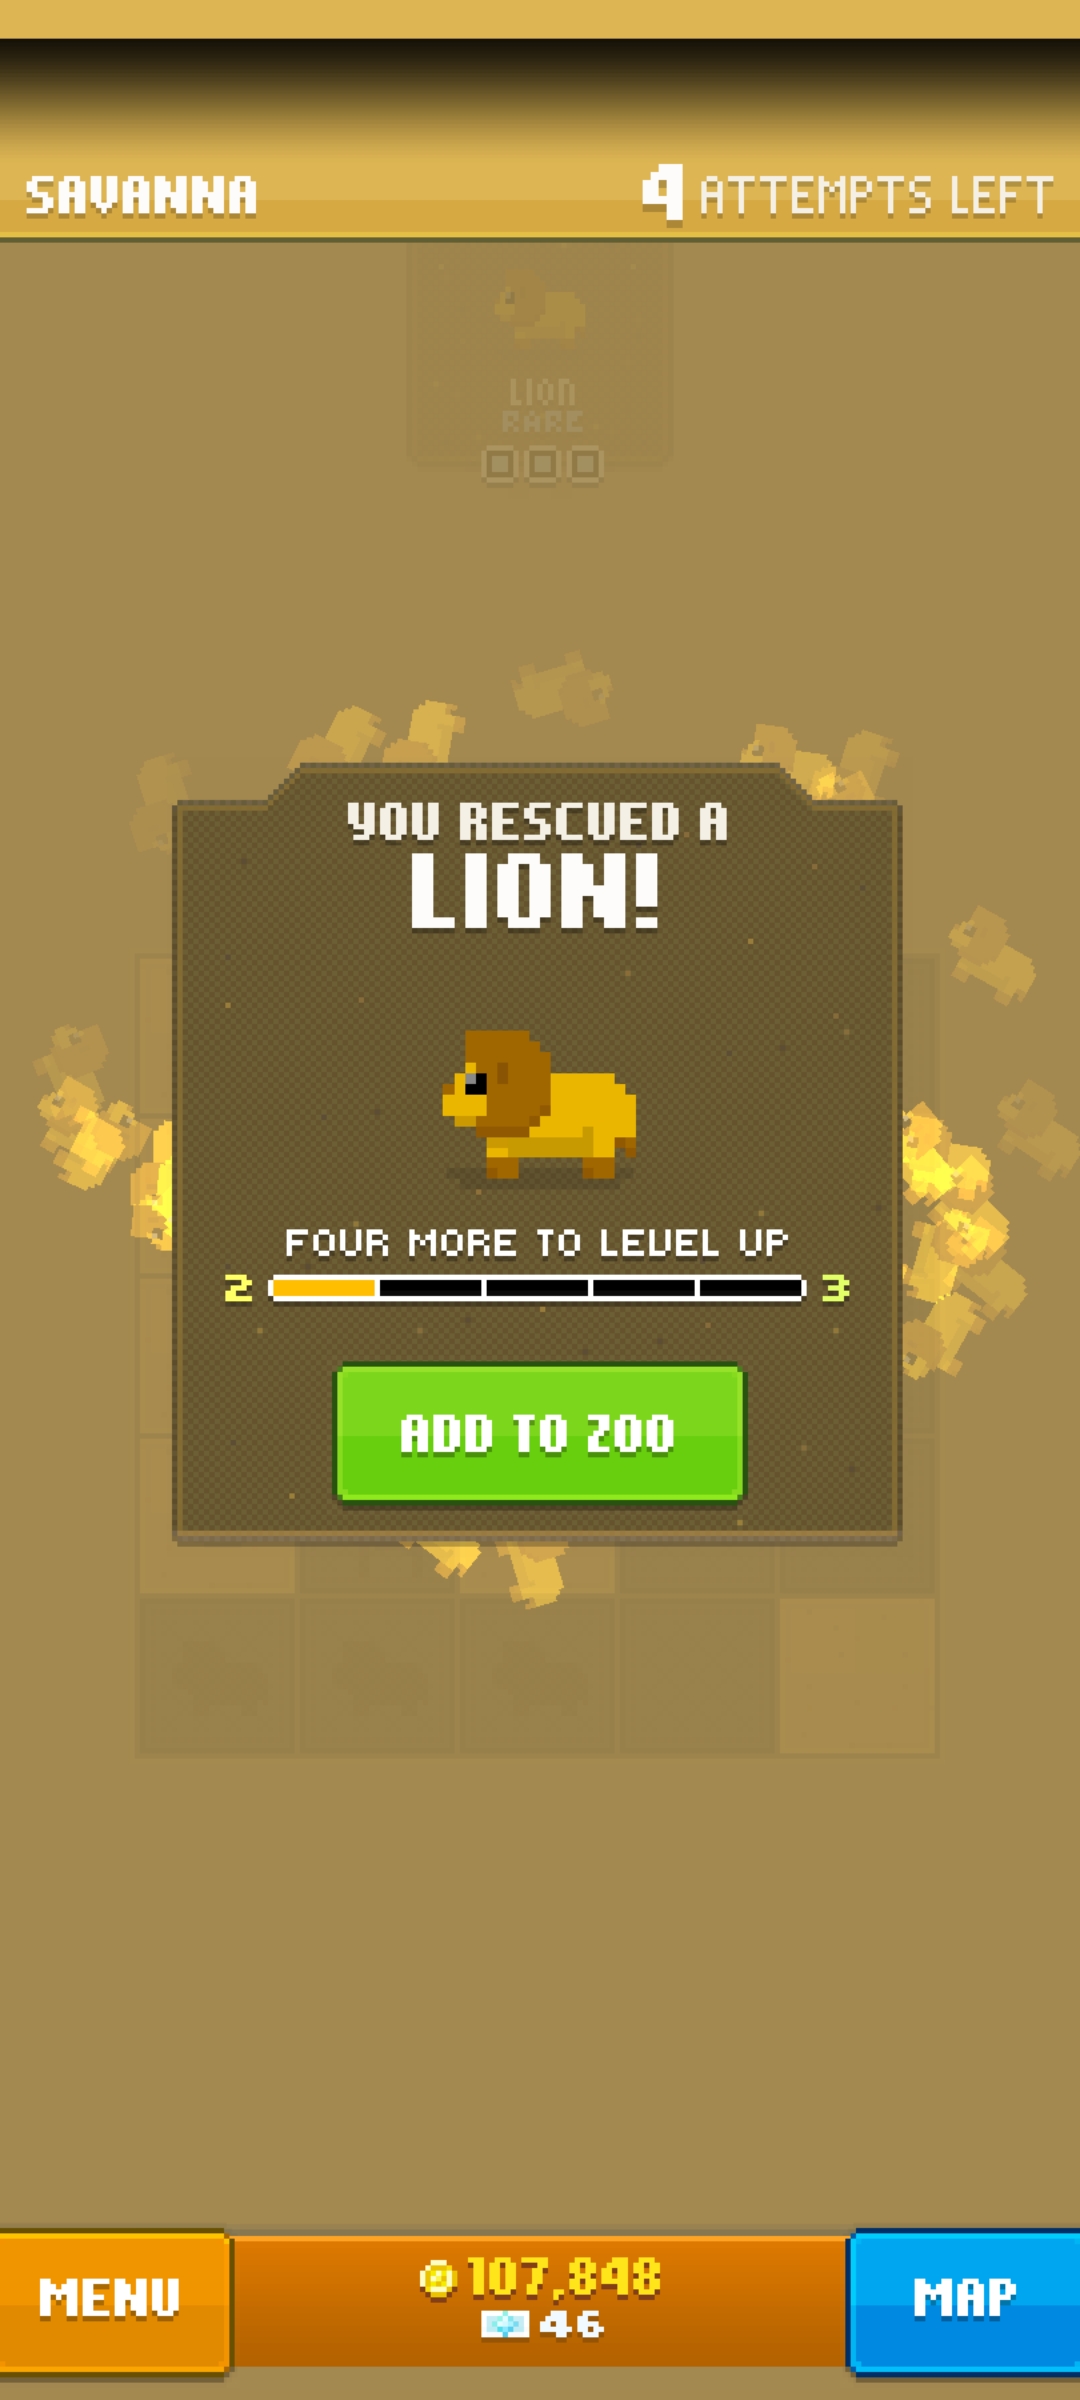 SAVANNA
4 ATTEMPTS LEFT
LION
RARE
YOU RESCUED A
LION!
FOUR MORE TO LEVEL UP
2 3
ADD TO ZOO
MENU
107,848
46
MAP